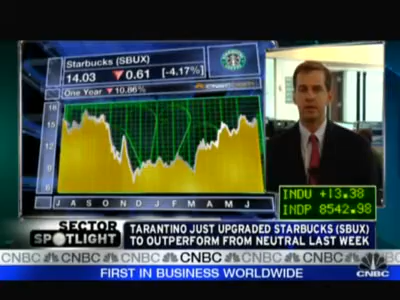 Starbucks (SBUX)
14.03 ▼ 0.61 [-4.17%]
One Year ▼ 10.86%
CNBC
18
15
12
9
6
J A S O N D J F M A M J
INDU +13.38
INDP 8542.98
SECTOR
SPOTLIGHT
TARANTINO JUST UPGRADED STARBUCKS (SBUX)
TO OUTPERFORM FROM NEUTRAL LAST WEEK
CNBC CNBC CNBC CNBC CNBC CNBC
FIRST IN BUSINESS WORLDWIDE
CNBC